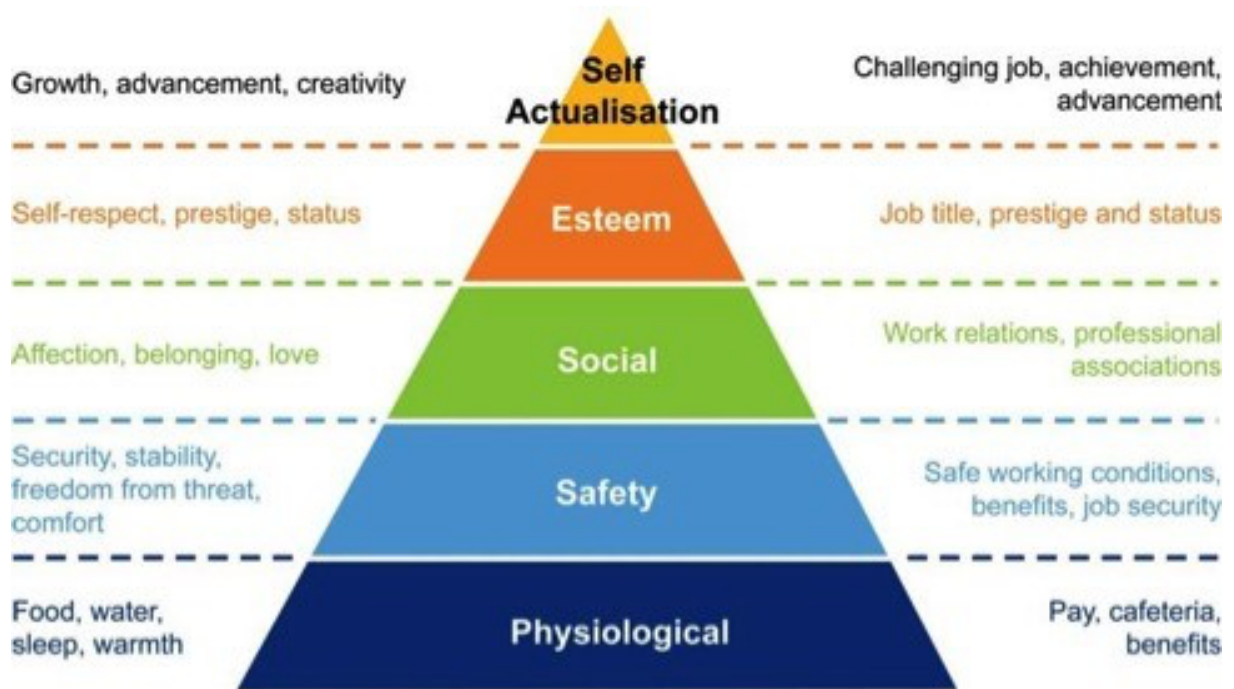 Growth, advancement, creativity
Self
Actualisation
Challenging job, achievement,
advancement
Self-respect, prestige, status
Esteem
Job title, prestige and status
Affection, belonging, love
Social
Work relations, professional
associations
Security, stability,
freedom from threat,
comfort
Safety
Safe working conditions,
benefits, job security
Food, water,
sleep, warmth
Physiological
Pay, cafeteria,
benefits